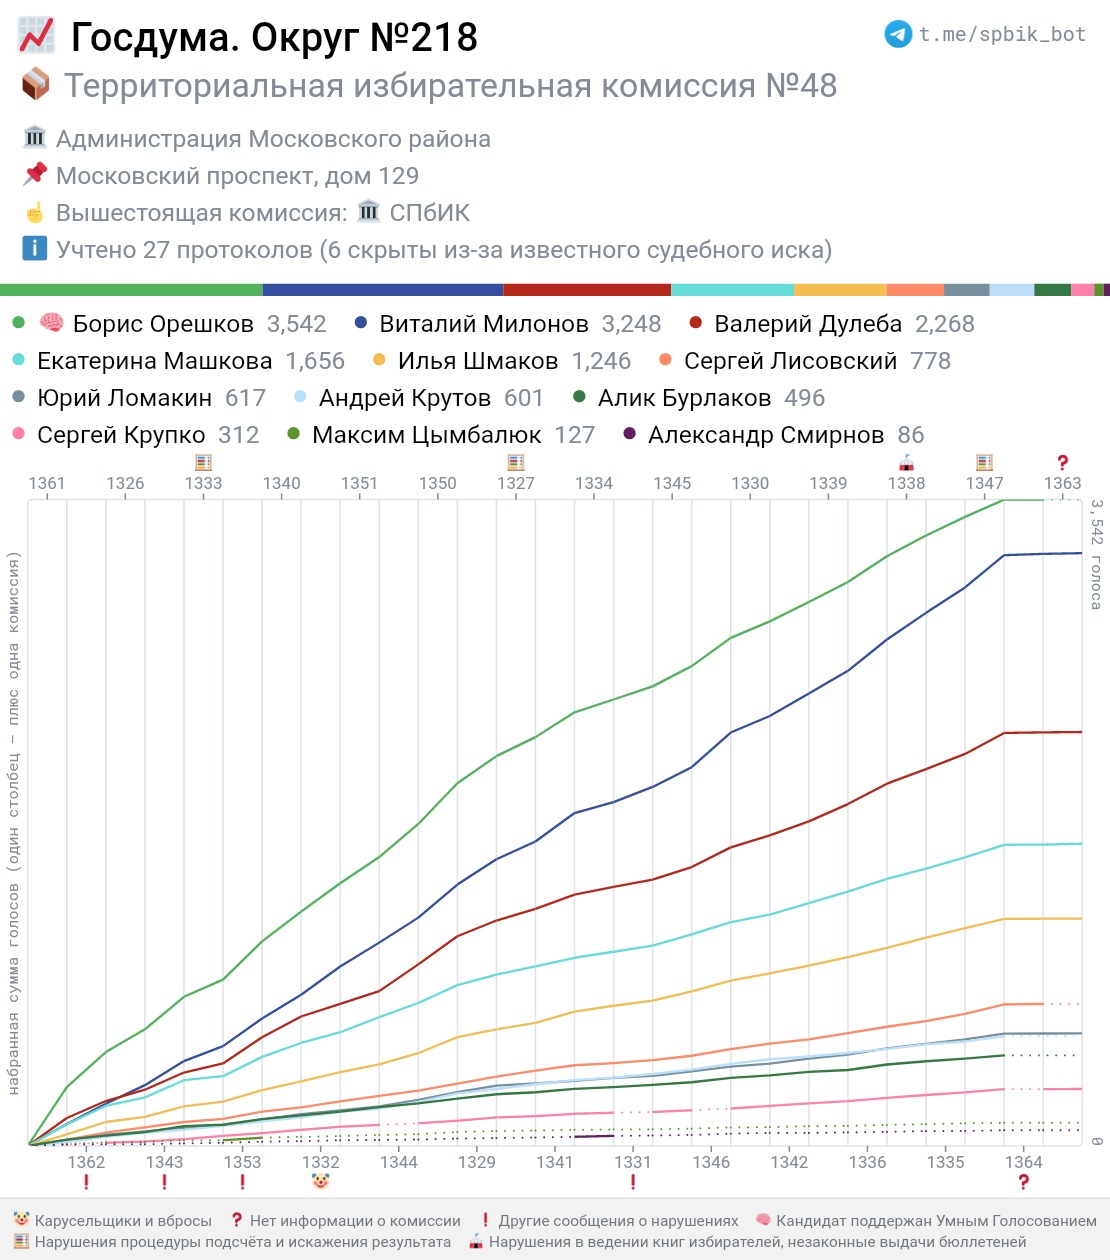 Госдума. Округ №218
t.me/spbik_bot
Территориальная избирательная комиссия №48
Администрация Московского района
Московский проспект, дом 129
Вышестоящая комиссия: СПбИК
Учтено 27 протоколов (6 скрыты из-за известного судебного иска)
Борис Орешков 3,542 Виталий Милонов 3,248 Валерий Дулеба 2,268
Екатерина Машкова 1,656 Илья Шмаков 1,246 Сергей Лисовский 778
Юрий Ломакин 617 Андрей Крутов 601 Алик Бурлаков 496
Сергей Крупко 312 Максим Цымбалюк 127 Александр Смирнов 86
1361 1326 1333 1340 1351 1350 1327 1334 1345 1330 1339 1338 1347 1363
набранная сумма голосов (один столбец — плюс одна комиссия)
3,542 голоса
0
1362 1343 1353 1332 1344 1329 1341 1331 1346 1342 1336 1335 1364
Карусельщики и вбросы Нет информации о комиссии Другие сообщения о нарушениях Кандидат поддержан Умным Голосованием
Нарушения процедуры подсчёта и искажения результата Нарушения в ведении книг избирателей, незаконные выдачи бюллетеней